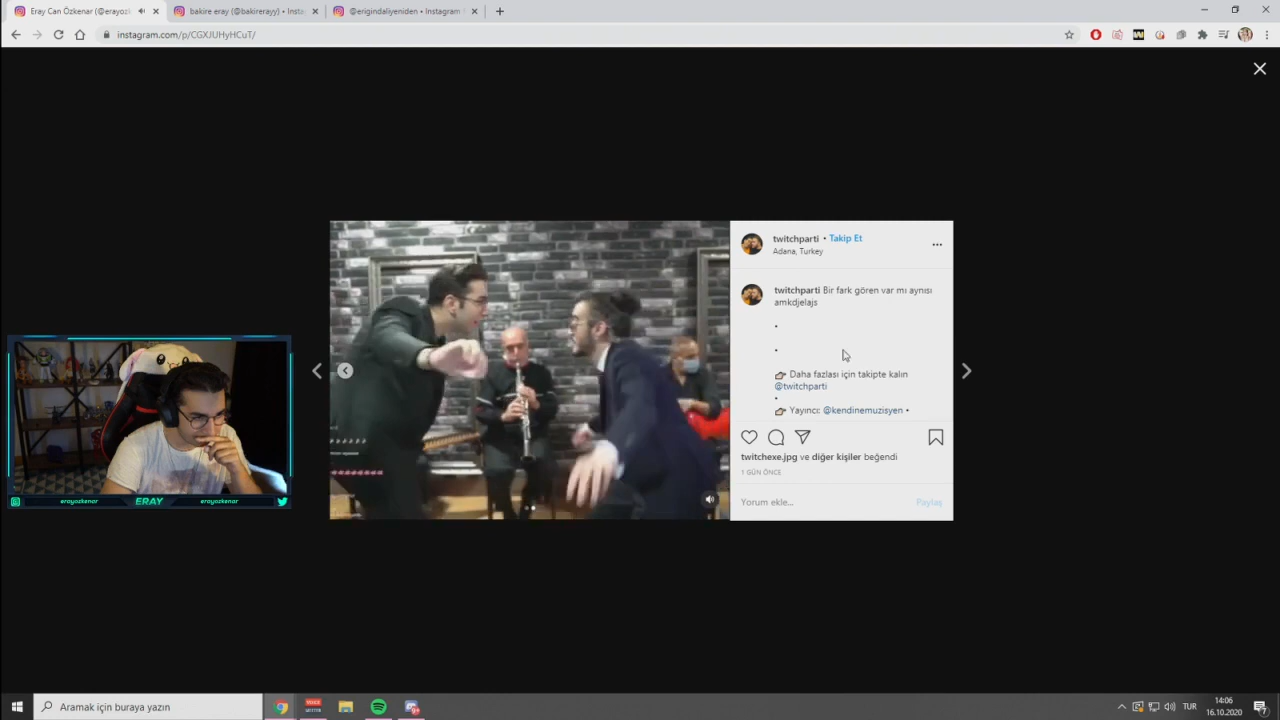 Eray Can Özkenar (@erayozk
bakire eray (@bakirerayy) • Insta
@erigindaliyeniden • Instagram
instagram.com/p/CGXJUHyHCuT/
twitchparti • Takip Et
Adana, Turkey
twitchparti Bir fark gören var mı aynısı
amkdjelajs
•
•
👉 Daha fazlası için takipte kalın
@twitchparti
•
👉 Yayıncı: @kendinemuzisyen •
twitchexe.jpg ve diğer kişiler beğendi
1 GÜN ÖNCE
Yorum ekle...
Paylaş
erayozkenar
ERAY
erayozkenar
Aramak için buraya yazın
TUR
14:06
16.10.2020